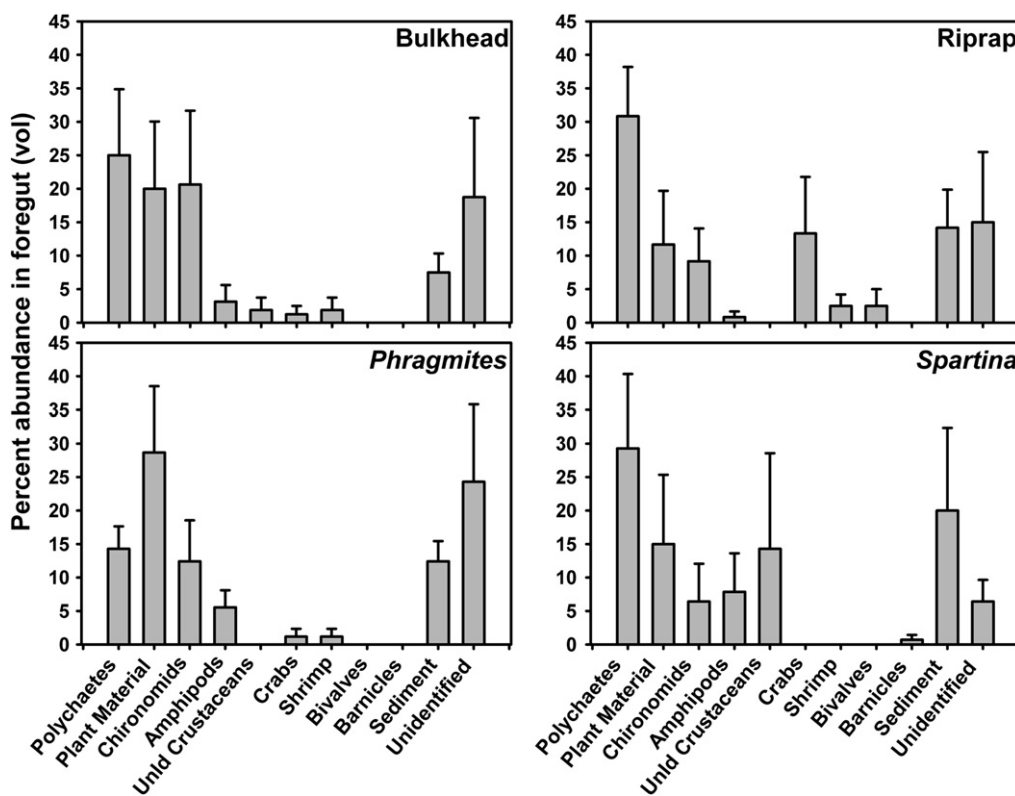 Percent abundance in foregut (vol)
Bulkhead
45
40
35
30
25
20
15
10
5
0
Riprap
45
40
35
30
25
20
15
10
5
0
Phragmites
45
40
35
30
25
20
15
10
5
0
Polychaetes
Plant Material
Chironomids
Amphipods
UnId Crustaceans
Crabs
Shrimp
Bivalves
Barnicles
Sediment
Unidentified
Spartina
45
40
35
30
25
20
15
10
5
0
Polychaetes
Plant Material
Chironomids
Amphipods
UnId Crustaceans
Crabs
Shrimp
Bivalves
Barnicles
Sediment
Unidentified